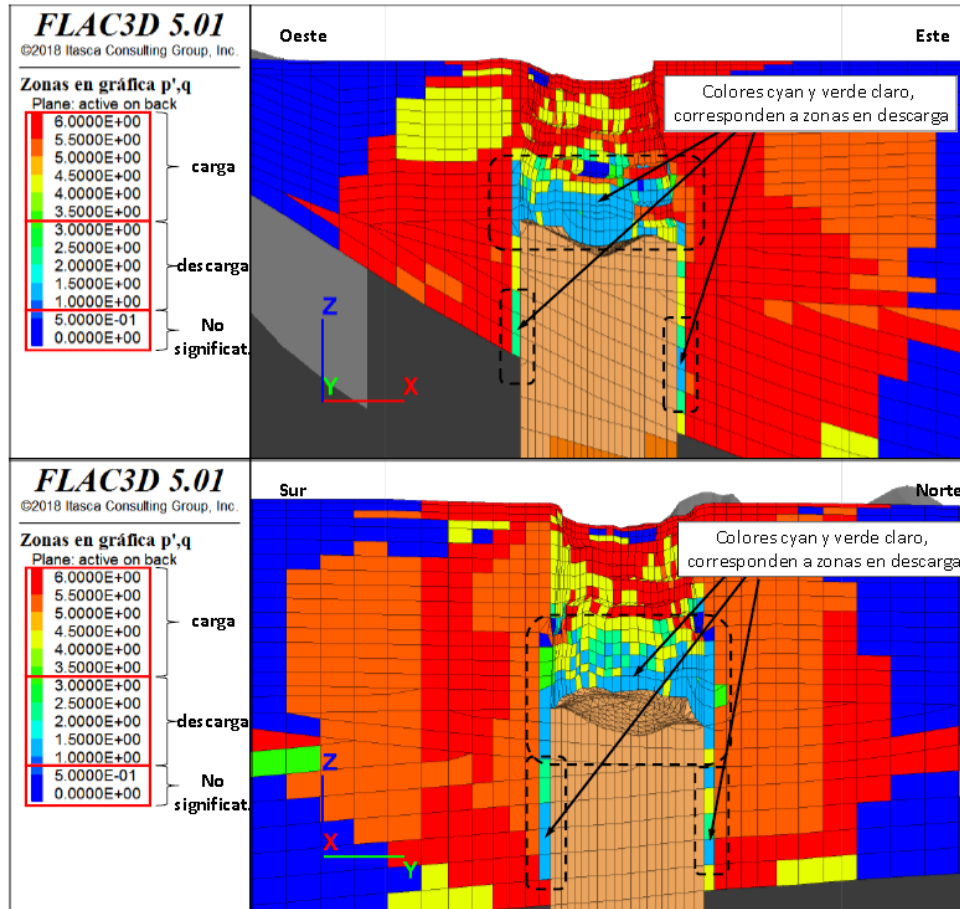 FLAC3D 5.01
©2018 Itasca Consulting Group, Inc.
Zonas en gráfica p',q
Plane: active on back
6.0000E+00
5.5000E+00
5.0000E+00
4.5000E+00
4.0000E+00
3.5000E+00
3.0000E+00
2.5000E+00
2.0000E+00
1.5000E+00
1.0000E+00
5.0000E-01
0.0000E+00
carga
descarga
No
significat.
Oeste
Este
Colores cyan y verde claro,
corresponden a zonas en descarga
Z
Y
X
FLAC3D 5.01
©2018 Itasca Consulting Group, Inc.
Zonas en gráfica p',q
Plane: active on back
6.0000E+00
5.5000E+00
5.0000E+00
4.5000E+00
4.0000E+00
3.5000E+00
3.0000E+00
2.5000E+00
2.0000E+00
1.5000E+00
1.0000E+00
5.0000E-01
0.0000E+00
carga
descarga
No
significat.
Sur
Norte
Colores cyan y verde claro,
corresponden a zonas en descarga
Z
X
Y